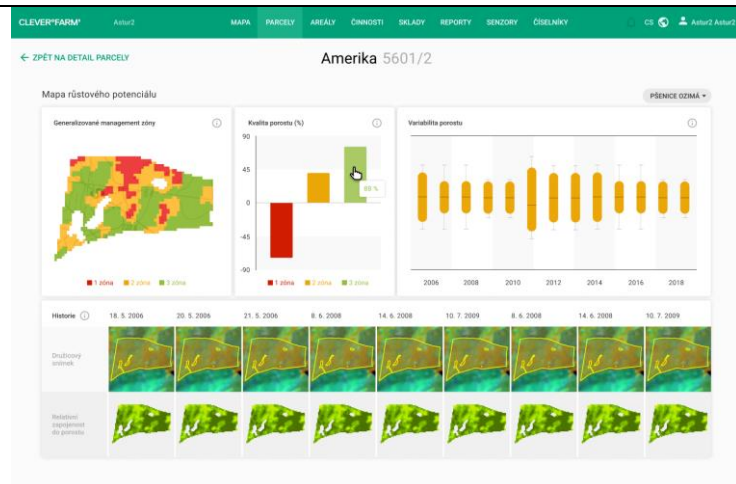 CLEVER°FARM® Astur2 MAPA PARCELY AREÁLY ČINNOSTI SKLADY REPORTY SENZORY ČÍSELNÍKY CS Astur2 Astur2
← ZPĚT NA DETAIL PARCELY Amerika 5601/2
Mapa růstového potenciálu PŠENICE OZIMÁ
Generalizované management zóny Kvalita porostu (%) Variabilita porostu
90
45
0
-45
-90
1 zóna 2 zóna 3 zóna
1 zóna 2 zóna 3 zóna
2006 2008 2010 2012 2014 2016 2018
Historie 18. 5. 2006 20. 5. 2006 21. 5. 2006 8. 6. 2008 14. 6. 2008 10. 7. 2009 8. 6. 2008 14. 6. 2008 10. 7. 2009
Družicový
snímek
Relativní
zapojenost
do porostu